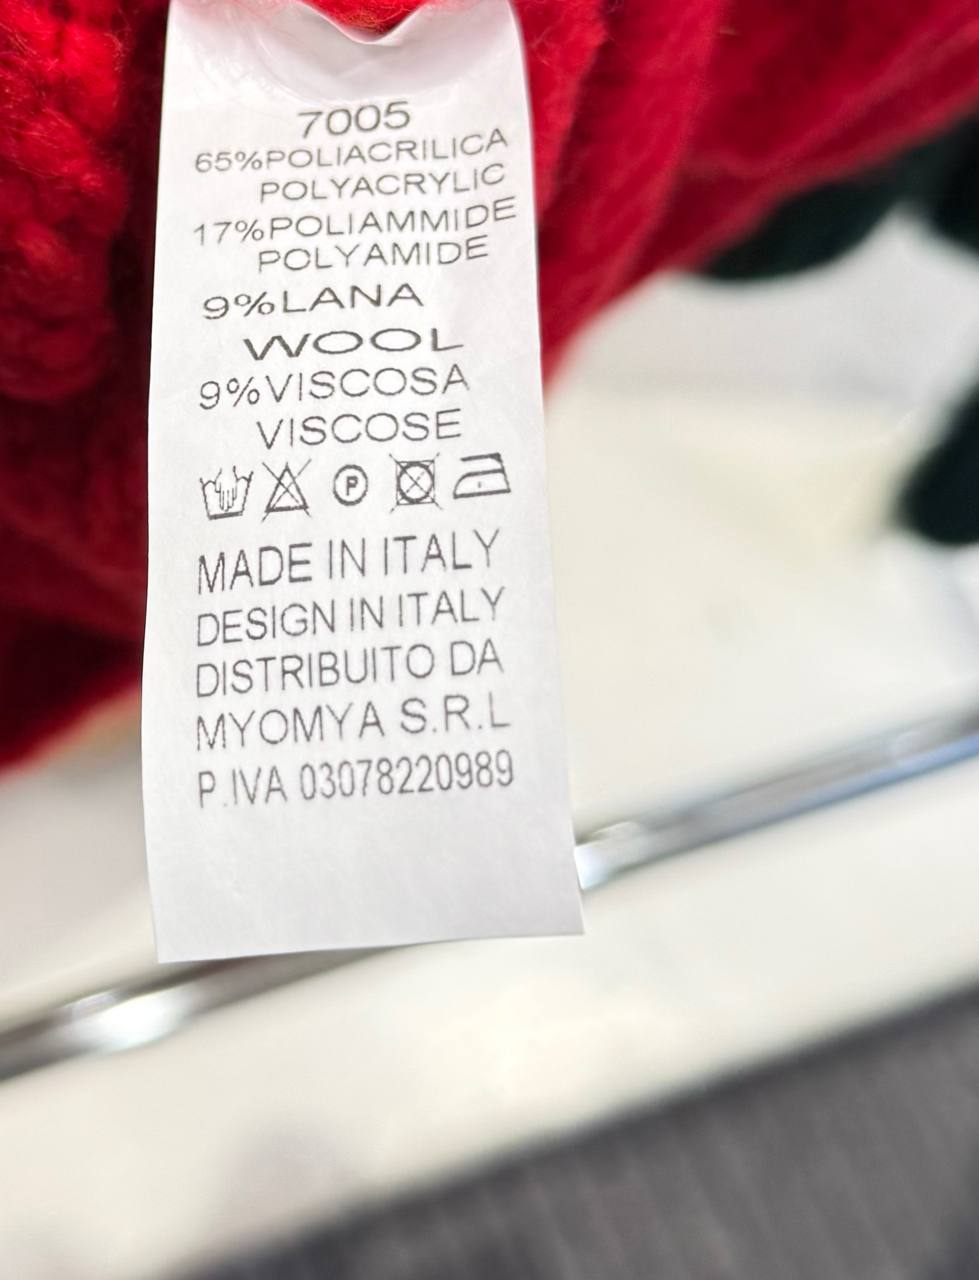 7005
65%POLIACRILICA
POLYACRYLIC
17%POLIAMMIDE
POLYAMIDE
9%LANA
WOOL
9%VISCOSA
VISCOSE
P
MADE IN ITALY
DESIGN IN ITALY
DISTRIBUITO DA
MYOMYA S.R.L
P.IVA 03078220989